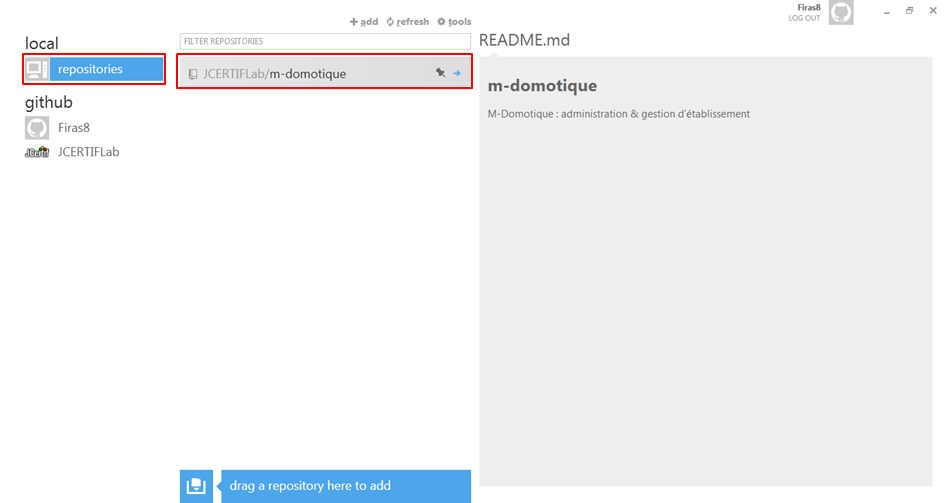 Firas8
LOG OUT
add refresh tools
local
FILTER REPOSITORIES
README.md
repositories
JCERTIFLab/m-domotique
m-domotique
github
M-Domotique : administration & gestion d'établissement
Firas8
JCertif
JCERTIFLab
drag a repository here to add